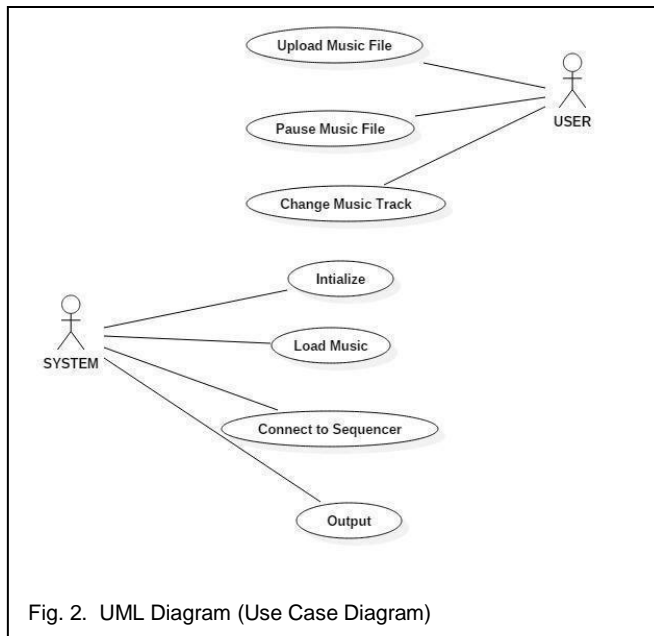 Upload Music File
USER
Pause Music File
Change Music Track
Intialize
SYSTEM
Load Music
Connect to Sequencer
Output
Fig. 2. UML Diagram (Use Case Diagram)